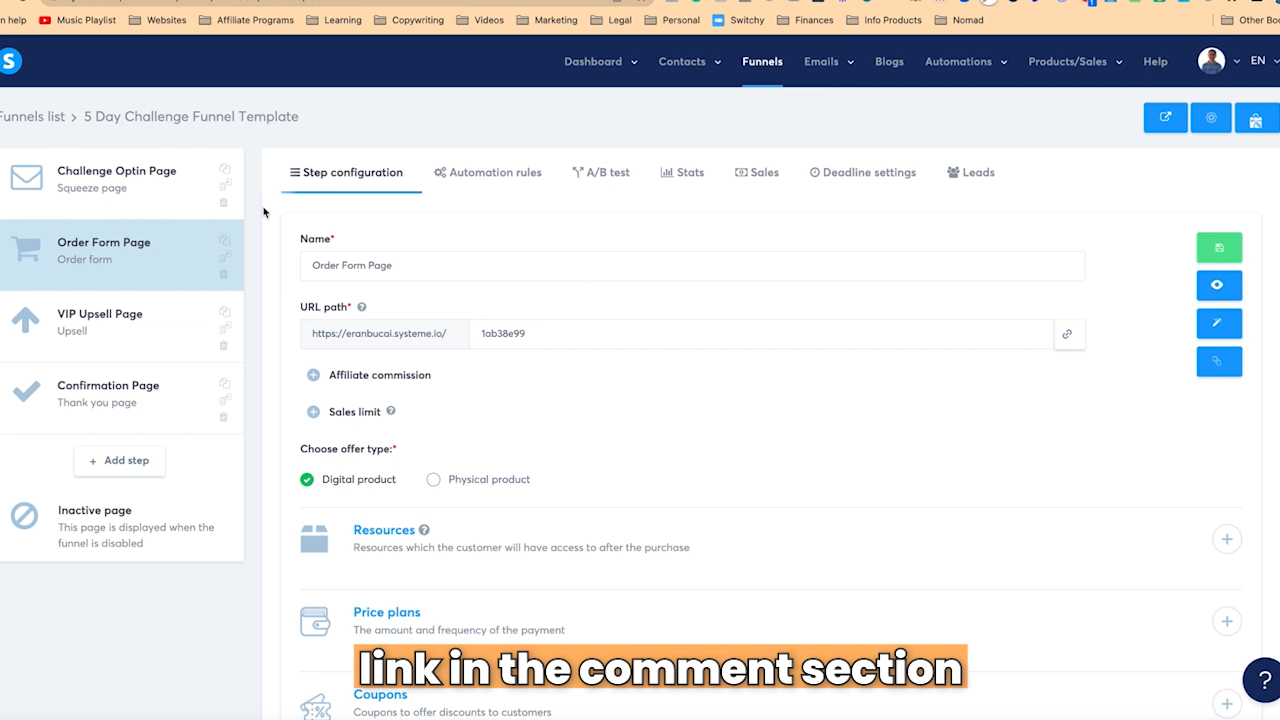 en help
Music Playlist
Websites
Affiliate Programs
Learning
Copywriting
Videos
Marketing
Legal
Personal
Switchy
Finances
Info Products
Nomad
Other Boo
S
Dashboard
Contacts
Funnels
Emails
Blogs
Automations
Products/Sales
Help
EN
Funnels list > 5 Day Challenge Funnel Template
Challenge Optin Page
Squeeze page
Order Form Page
Order form
VIP Upsell Page
Upsell
Confirmation Page
Thank you page
+ Add step
Inactive page
This page is displayed when the
funnel is disabled
Step configuration
Automation rules
A/B test
Stats
Sales
Deadline settings
Leads
Name*
Order Form Page
URL path* ?
https://eranbucai.systeme.io/
1ab38e99
Affiliate commission
Sales limit ?
Choose offer type:*
Digital product
Physical product
Resources ?
Resources which the customer will have access to after the purchase
Price plans
The amount and frequency of the payment
link in the comment section
Coupons
Coupons to offer discounts to customers
?